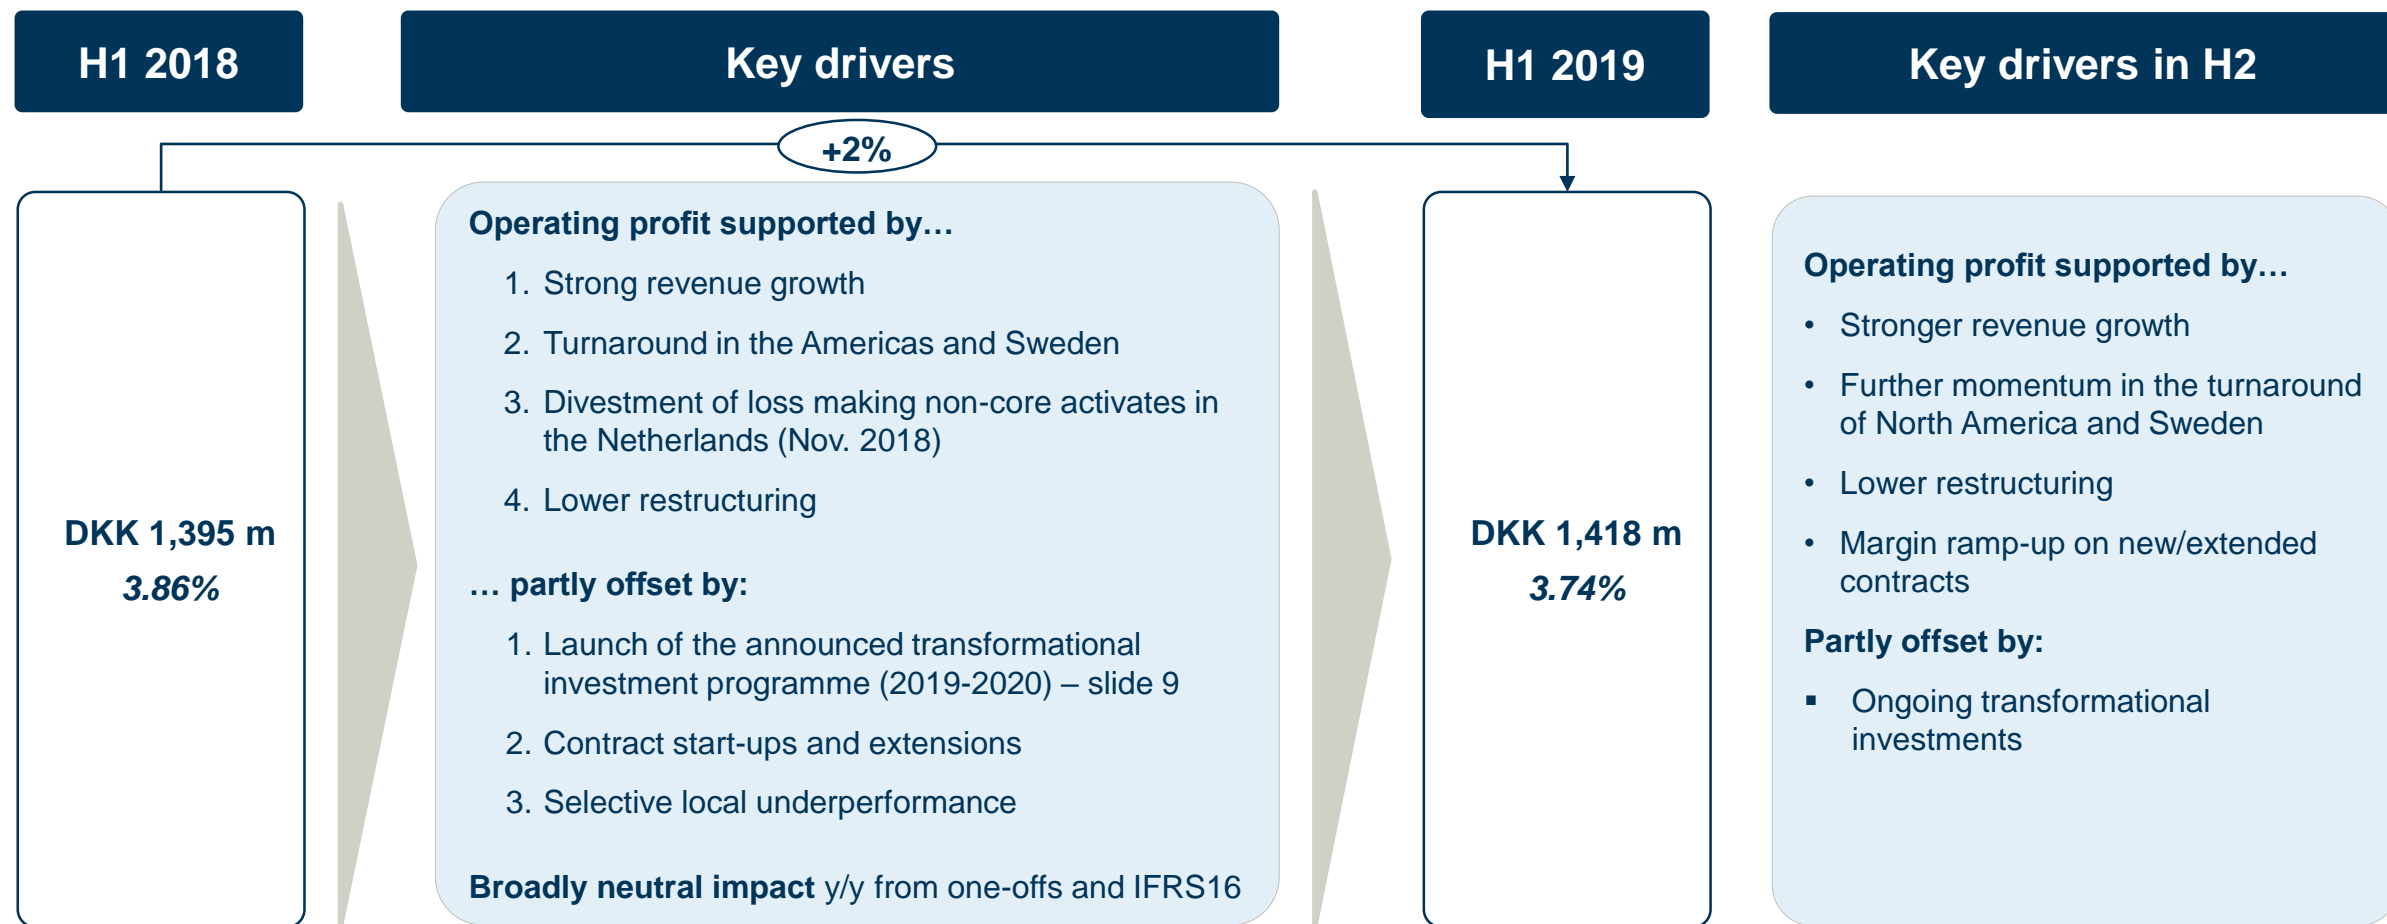 H1 2018
Key drivers
H1 2019
Key drivers in H2
+2%
DKK 1,395 m
3.86%
Operating profit supported by…
1. Strong revenue growth
2. Turnaround in the Americas and Sweden
3. Divestment of loss making non-core activates in
the Netherlands (Nov. 2018)
4. Lower restructuring
… partly offset by:
1. Launch of the announced transformational
investment programme (2019-2020) – slide 9
2. Contract start-ups and extensions
3. Selective local underperformance
Broadly neutral impact y/y from one-offs and IFRS16
DKK 1,418 m
3.74%
Operating profit supported by…
• Stronger revenue growth
• Further momentum in the turnaround
of North America and Sweden
• Lower restructuring
• Margin ramp-up on new/extended
contracts
Partly offset by:
▪ Ongoing transformational
investments